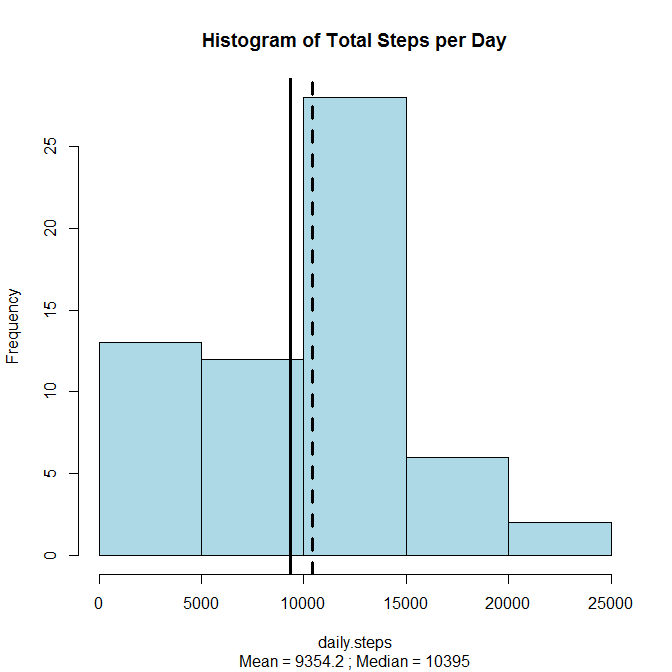 Histogram of Total Steps per Day
Frequency
25
20
15
10
5
0
0 5000 10000 15000 20000 25000
daily.steps
Mean = 9354.2 ; Median = 10395